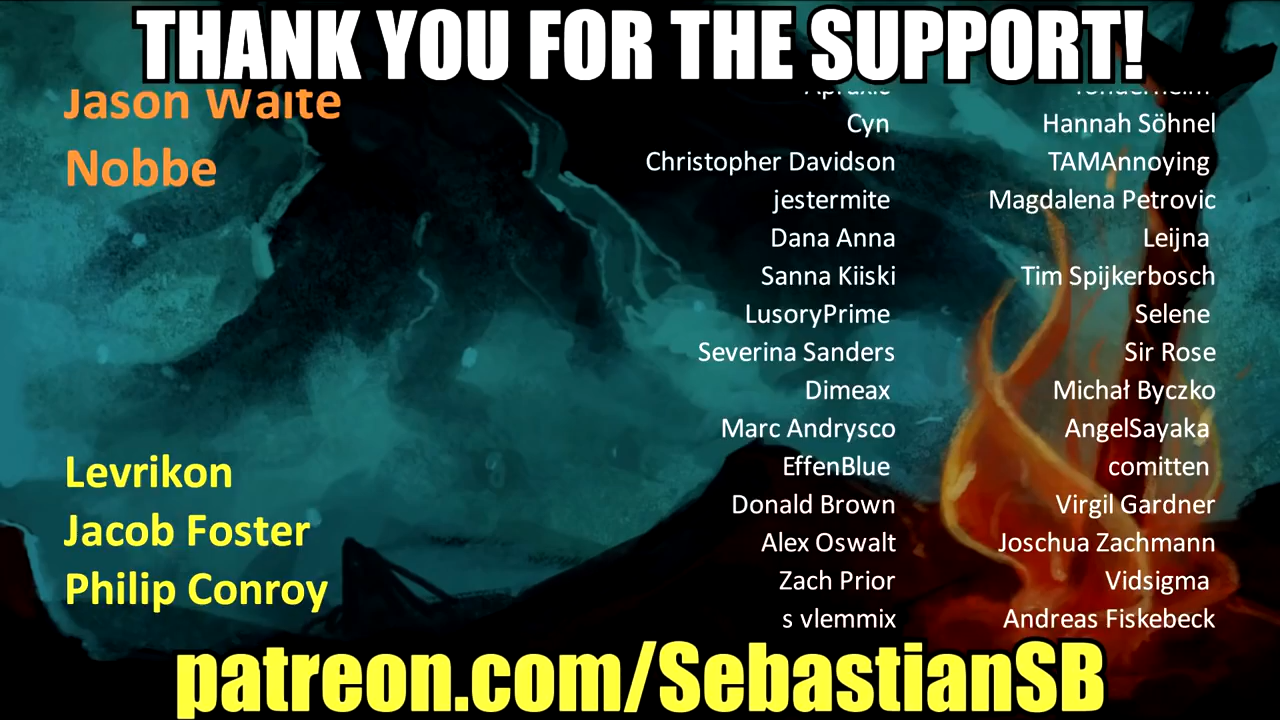 THANK YOU FOR THE SUPPORT!
Jason Waite
Nobbe
Levrikon
Jacob Foster
Philip Conroy
Cyn
Christopher Davidson
jestermite
Dana Anna
Sanna Kiiski
LusoryPrime
Severina Sanders
Dimeax
Marc Andrysco
EffenBlue
Donald Brown
Alex Oswalt
Zach Prior
s vlemmix
Hannah Söhnel
TAMAnnoying
Magdalena Petrovic
Leijna
Tim Spijkerbosch
Selene
Sir Rose
Michał Byczko
AngelSayaka
comitten
Virgil Gardner
Joschua Zachmann
Vidsigma
Andreas Fiskebeck
patreon.com/SebastianSB